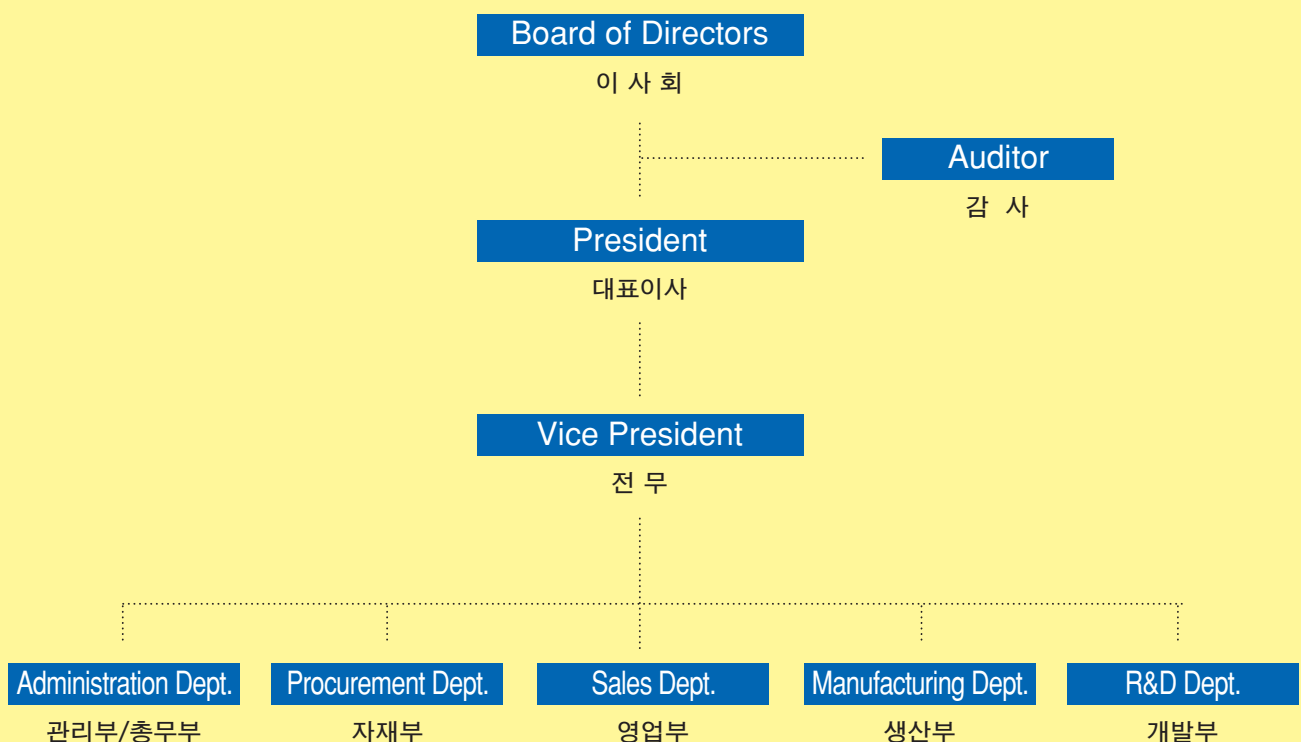 Board of Directors
이 사 회
Auditor
감 사
President
대표이사
Vice President
전 무
Administration Dept.
관리부/총무부
Procurement Dept.
자재부
Sales Dept.
영업부
Manufacturing Dept.
생산부
R&D Dept.
개발부